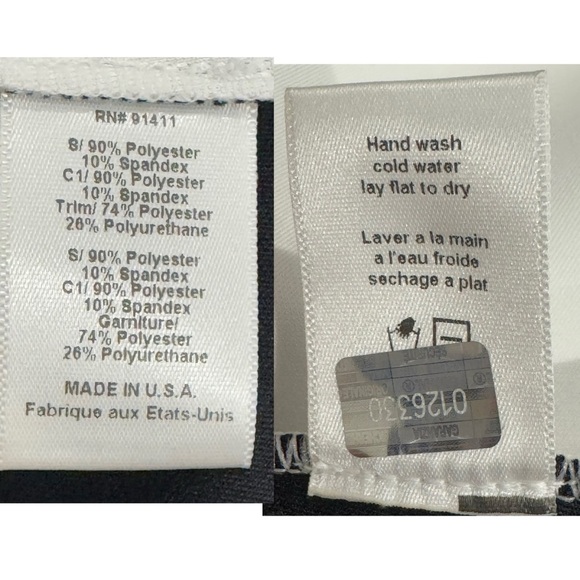 RN# 91411
S/ 90% Polyester
10% Spandex
C1/ 90% Polyester
10% Spandex
Trim/ 74% Polyester
26% Polyurethane
S/ 90% Polyester
10% Spandex
C1/ 90% Polyester
10% Spandex
Garniture/
74% Polyester
26% Polyurethane
MADE IN U.S.A.
Fabrique aux Etats-Unis
Hand wash
cold water
lay flat to dry
Laver a la main
a l'eau froide
sechage a plat
0126330